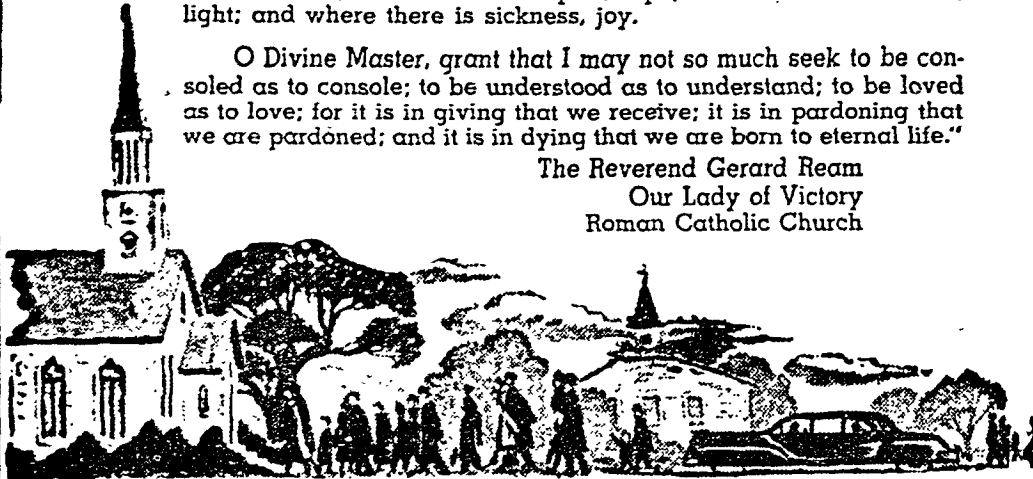 light; and where there is sickness, joy.
O Divine Master, grant that I may not so much seek to be con-
soled as to console; to be understood as to understand; to be loved
as to love; for it is in giving that we receive; it is in pardoning that
we are pardoned; and it is in dying that we are born to eternal life."
The Reverend Gerard Ream
Our Lady of Victory
Roman Catholic Church